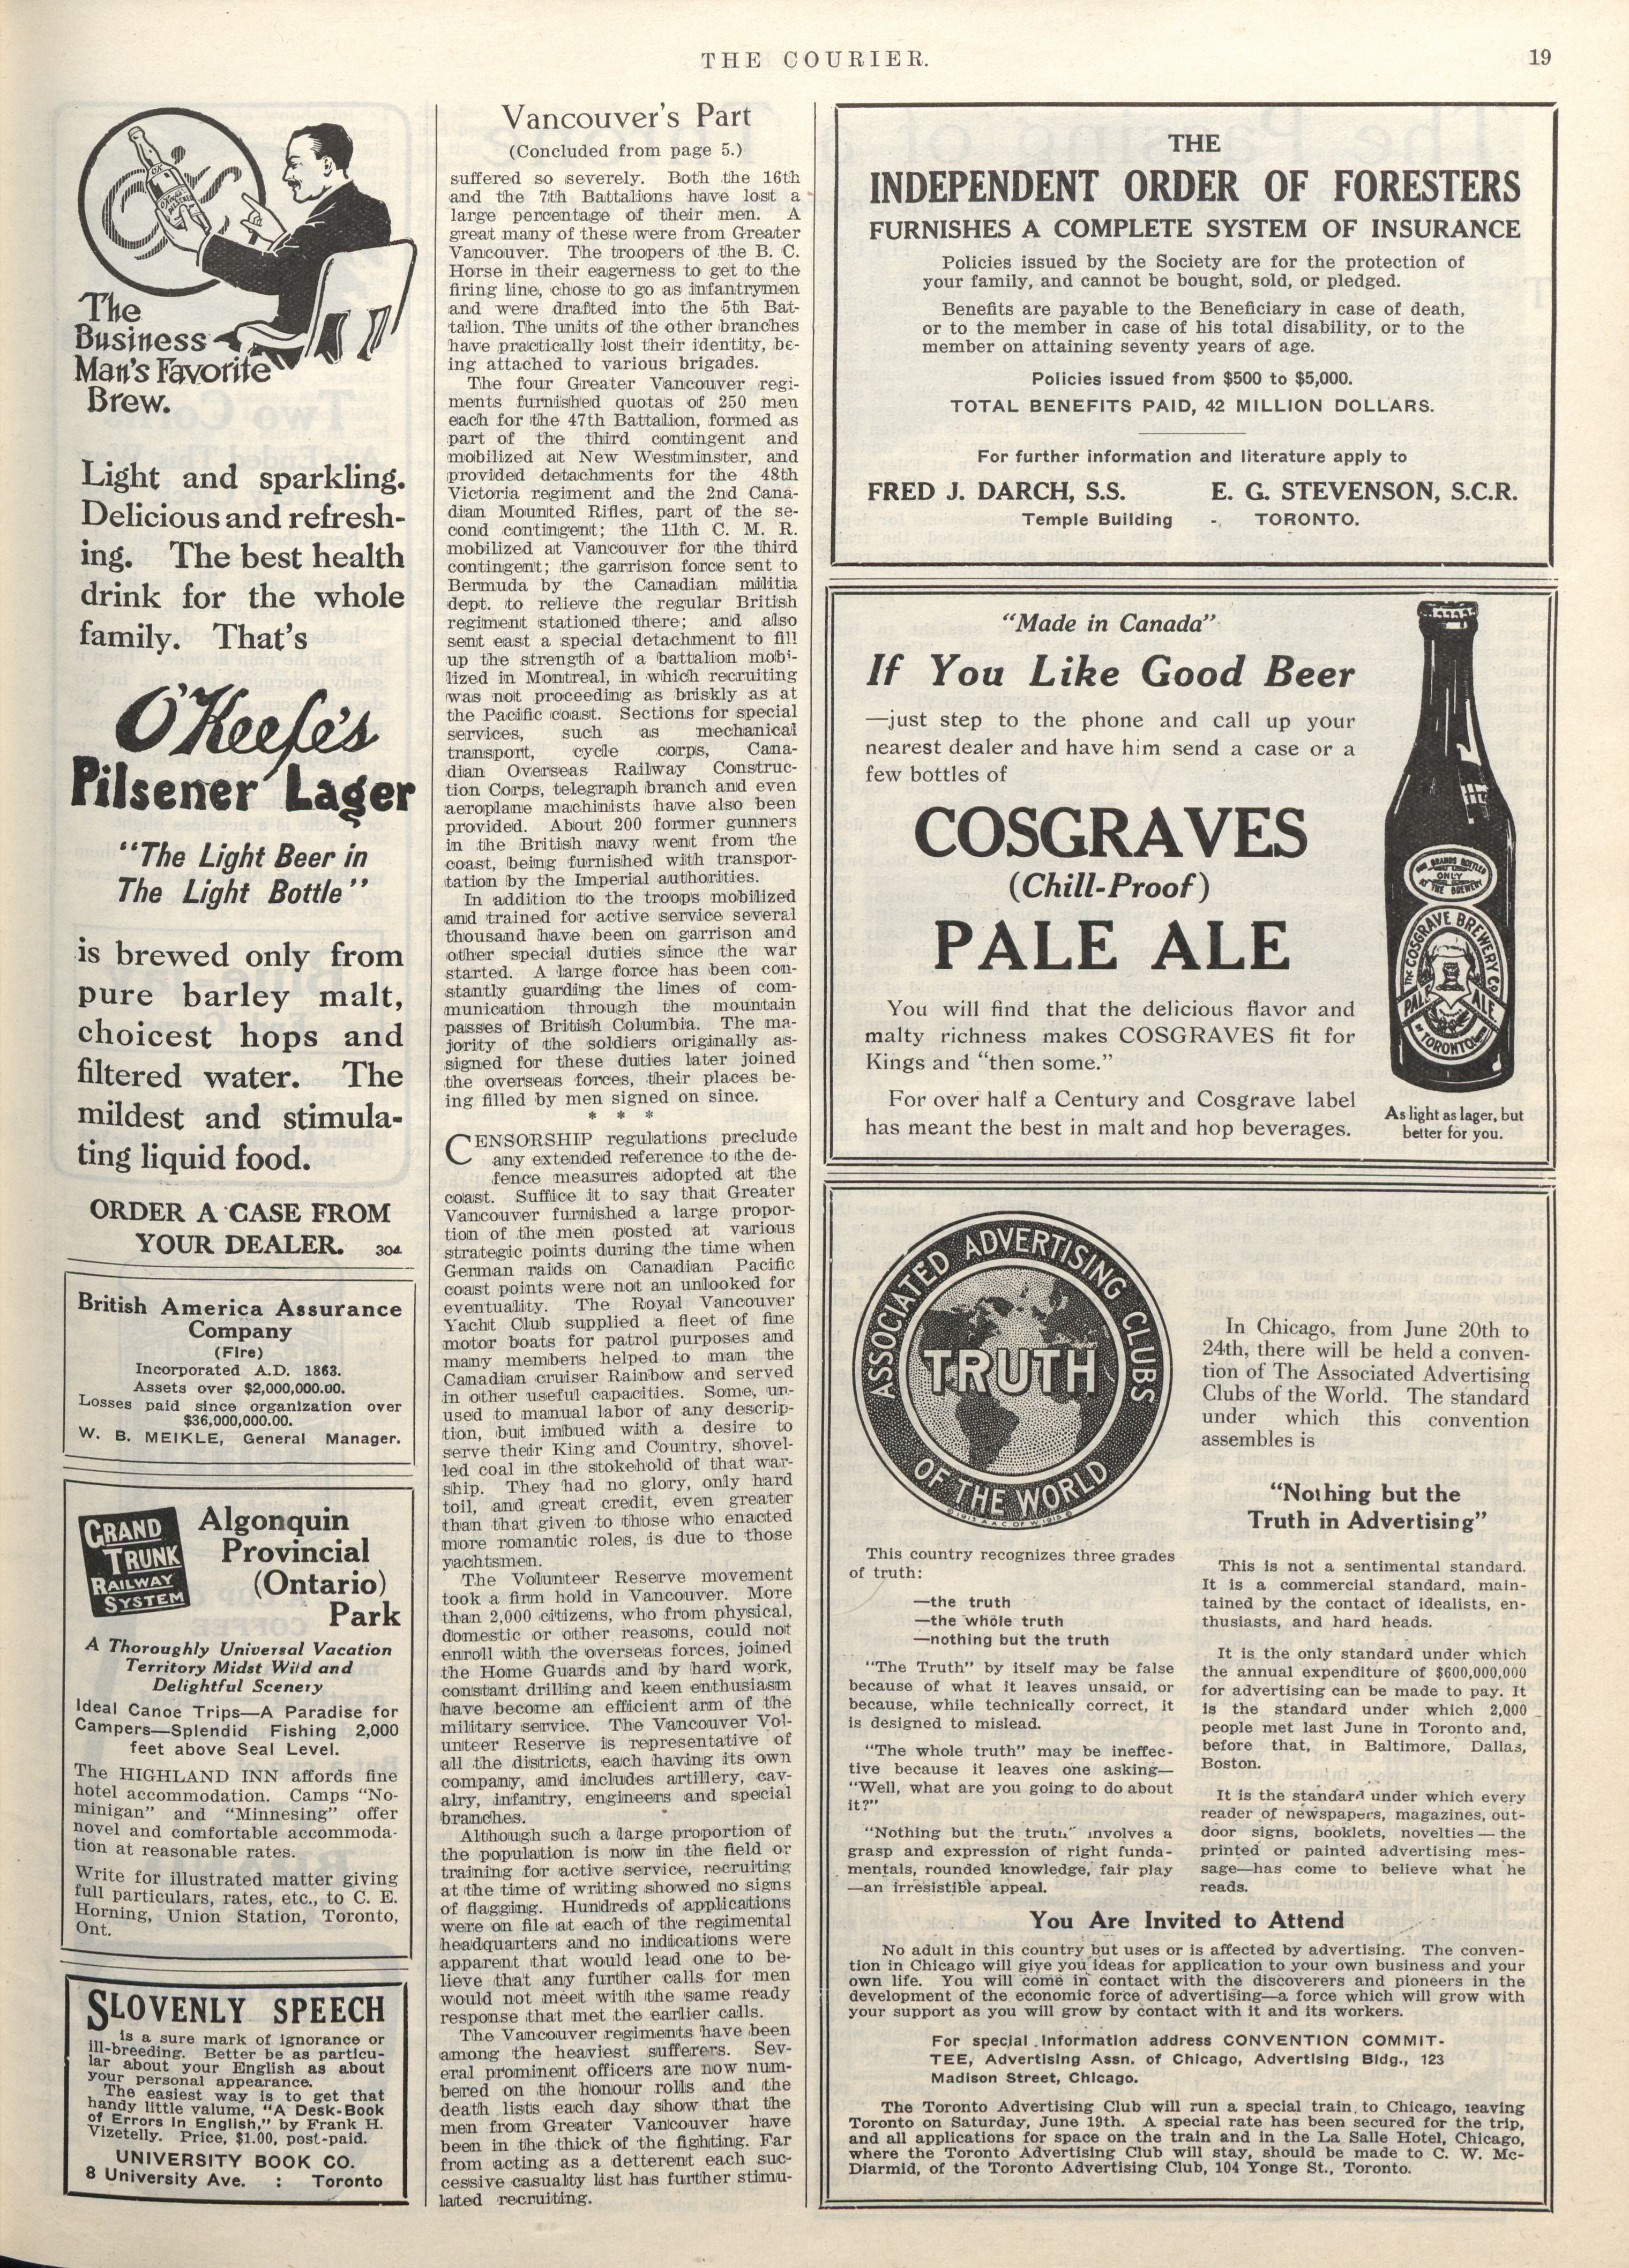 THE COURIER.
19
The
Business
Man's Favorite
Brew.
Light and sparkling.
Delicious and refresh-
ing. The best health
drink for the whole
family. That's
O'Keefe's
Pilsener Lager
"The Light Beer in
The Light Bottle"
is brewed only from
pure barley malt,
choicest hops and
filtered water. The
mildest and stimula-
ting liquid food.
ORDER A CASE FROM
YOUR DEALER. 304
British America Assurance
Company
(Fire)
Incorporated A.D. 1863.
Assets over $2,000,000.00.
Losses paid since organization over
$36,000,000.00.
W. B. MEIKLE, General Manager.
GRAND
TRUNK
RAILWAY
SYSTEM
Algonquin
Provincial
(Ontario)
Park
A Thoroughly Universal Vacation
Territory Midst Wild and
Delightful Scenery
Ideal Canoe Trips—A Paradise for
Campers—Splendid Fishing 2,000
feet above Seal Level.
The HIGHLAND INN affords fine
hotel accommodation. Camps "No-
minigan" and "Minnesing" offer
novel and comfortable accommoda-
tion at reasonable rates.
Write for illustrated matter giving
full particulars, rates, etc., to C. E.
Horning, Union Station, Toronto,
Ont.
SLOVENLY SPEECH
is a sure mark of ignorance or
ill-breeding. Better be as particu-
lar about your English as about
your personal appearance.
The easiest way is to get that
handy little valume, "A Desk-Book
of Errors in English," by Frank H.
Vizetelly. Price, $1.00, post-paid.
UNIVERSITY BOOK CO.
8 University Ave. : Toronto
Vancouver's Part
(Concluded from page 5.)
suffered so severely. Both the 16th
and the 7th Battalions have lost a
large percentage of their men. A
great many of these were from Greater
Vancouver. The troopers of the B. C.
Horse in their eagerness to get to the
firing line, chose to go as infantrymen
and were drafted into the 5th Bat-
talion. The units of the other branches
have practically lost their identity, be-
ing attached to various brigades.
The four Greater Vancouver regi-
ments furnished quotas of 250 men
each for the 47th Battalion, formed as
part of the third contingent and
mobilized at New Westminster, and
provided detachments for the 48th
Victoria regiment and the 2nd Cana-
dian Mounted Rifles, part of the se-
cond contingent; the 11th C. M. R.
mobilized at Vancouver for the third
contingent; the garrison force sent to
Bermuda by the Canadian militia
dept. to relieve the regular British
regiment stationed there; and also
sent east a special detachment to fill
up the strength of a battalion mobi-
lized in Montreal, in which recruiting
was not proceeding as briskly as at
the Pacific coast. Sections for special
services, such as mechanical
transport, cycle corps, Cana-
dian Overseas Railway Construc-
tion Corps, telegraph branch and even
aeroplane machinists have also been
provided. About 200 former gunners
in the British navy went from the
coast, being furnished with transpor-
tation by the Imperial authorities.
In addition to the troops mobilized
and trained for active service several
thousand have been on garrison and
other special duties since the war
started. A large force has been con-
stantly guarding the lines of com-
munication through the mountain
passes of British Columbia. The ma-
jority of the soldiers originally as-
signed for these duties later joined
the overseas forces, their places be-
ing filled by men signed on since.
* * *
CENSORSHIP regulations preclude
any extended reference to the de-
fence measures adopted at the
coast. Suffice it to say that Greater
Vancouver furnished a large propor-
tion of the men posted at various
strategic points during the time when
German raids on Canadian Pacific
coast points were not an unlooked for
eventuality. The Royal Vancouver
Yacht Club supplied a fleet of fine
motor boats for patrol purposes and
many members helped to man the
Canadian cruiser Rainbow and served
in other useful capacities. Some, un-
used to manual labor of any descrip-
tion, but imbued with a desire to
serve their King and Country, shovel-
led coal in the stokehold of that war-
ship. They had no glory, only hard
toil, and great credit, even greater
than that given to those who enacted
more romantic roles, is due to those
yachtsmen.
The Volunteer Reserve movement
took a firm hold in Vancouver. More
than 2,000 citizens, who from physical,
domestic or other reasons, could not
enroll with the overseas forces, joined
the Home Guards and by hard work,
constant drilling and keen enthusiasm
have become an efficient arm of the
military service. The Vancouver Vol-
unteer Reserve is representative of
all the districts, each having its own
company, and includes artillery, cav-
alry, infantry, engineers and special
branches.
Although such a large proportion of
the population is now in the field or
training for active service, recruiting
at the time of writing showed no signs
of flagging. Hundreds of applications
were on file at each of the regimental
headquarters and no indications were
apparent that would lead one to be-
lieve that any further calls for men
would not meet with the same ready
response that met the earlier calls.
The Vancouver regiments have been
among the heaviest sufferers. Sev-
eral prominent officers are now num-
bered on the honour rolls and the
death lists each day show that the
men from Greater Vancouver have
been in the thick of the fighting. Far
from acting as a detterent each suc-
cessive casualty list has further stimu-
lated recruiting.
THE
INDEPENDENT ORDER OF FORESTERS
FURNISHES A COMPLETE SYSTEM OF INSURANCE
Policies issued by the Society are for the protection of
your family, and cannot be bought, sold, or pledged.
Benefits are payable to the Beneficiary in case of death,
or to the member in case of his total disability, or to the
member on attaining seventy years of age.
Policies issued from $500 to $5,000.
TOTAL BENEFITS PAID, 42 MILLION DOLLARS.
For further information and literature apply to
FRED J. DARCH, S.S. E. G. STEVENSON, S.C.R.
Temple Building - TORONTO.
"Made in Canada"
If You Like Good Beer
—just step to the phone and call up your
nearest dealer and have him send a case or a
few bottles of
COSGRAVES
(Chill-Proof)
PALE ALE
You will find that the delicious flavor and
malty richness makes COSGRAVES fit for
Kings and "then some."
For over half a Century and Cosgrave label
has meant the best in malt and hop beverages.
OUR BRANDS BOTTLED
ONLY
AT THE BREWERY
THE COSGRAVE BREWERY CO
PALE ALE
TORONTO
As light as lager, but
better for you.
ASSOCIATED ADVERTISING CLUBS
TRUTH
OF THE WORLD
© 1913 A A C OF W 1915 ©
This country recognizes three grades
of truth:
—the truth
—the whole truth
—nothing but the truth
"The Truth" by itself may be false
because of what it leaves unsaid, or
because, while technically correct, it
is designed to mislead.
"The whole truth" may be ineffec-
tive because it leaves one asking—
"Well, what are you going to do about
it?"
"Nothing but the truth" involves a
grasp and expression of right funda-
mentals, rounded knowledge, fair play
—an irresistible appeal.
In Chicago, from June 20th to
24th, there will be held a conven-
tion of The Associated Advertising
Clubs of the World. The standard
under which this convention
assembles is
"Nothing but the
Truth in Advertising"
This is not a sentimental standard.
It is a commercial standard, main-
tained by the contact of idealists, en-
thusiasts, and hard heads.
It is the only standard under which
the annual expenditure of $600,000,000
for advertising can be made to pay. It
is the standard under which 2,000
people met last June in Toronto and,
before that, in Baltimore, Dallas,
Boston.
It is the standard under which every
reader of newspapers, magazines, out-
door signs, booklets, novelties — the
printed or painted advertising mes-
sage—has come to believe what he
reads.
You Are Invited to Attend
No adult in this country but uses or is affected by advertising. The conven-
tion in Chicago will give you ideas for application to your own business and your
own life. You will come in contact with the discoverers and pioneers in the
development of the economic force of advertising—a force which will grow with
your support as you will grow by contact with it and its workers.
For special Information address CONVENTION COMMIT-
TEE, Advertising Assn. of Chicago, Advertising Bldg., 123
Madison Street, Chicago.
The Toronto Advertising Club will run a special train to Chicago, leaving
Toronto on Saturday, June 19th. A special rate has been secured for the trip,
and all applications for space on the train and in the La Salle Hotel, Chicago,
where the Toronto Advertising Club will stay, should be made to C. W. Mc-
Diarmid, of the Toronto Advertising Club, 104 Yonge St., Toronto.